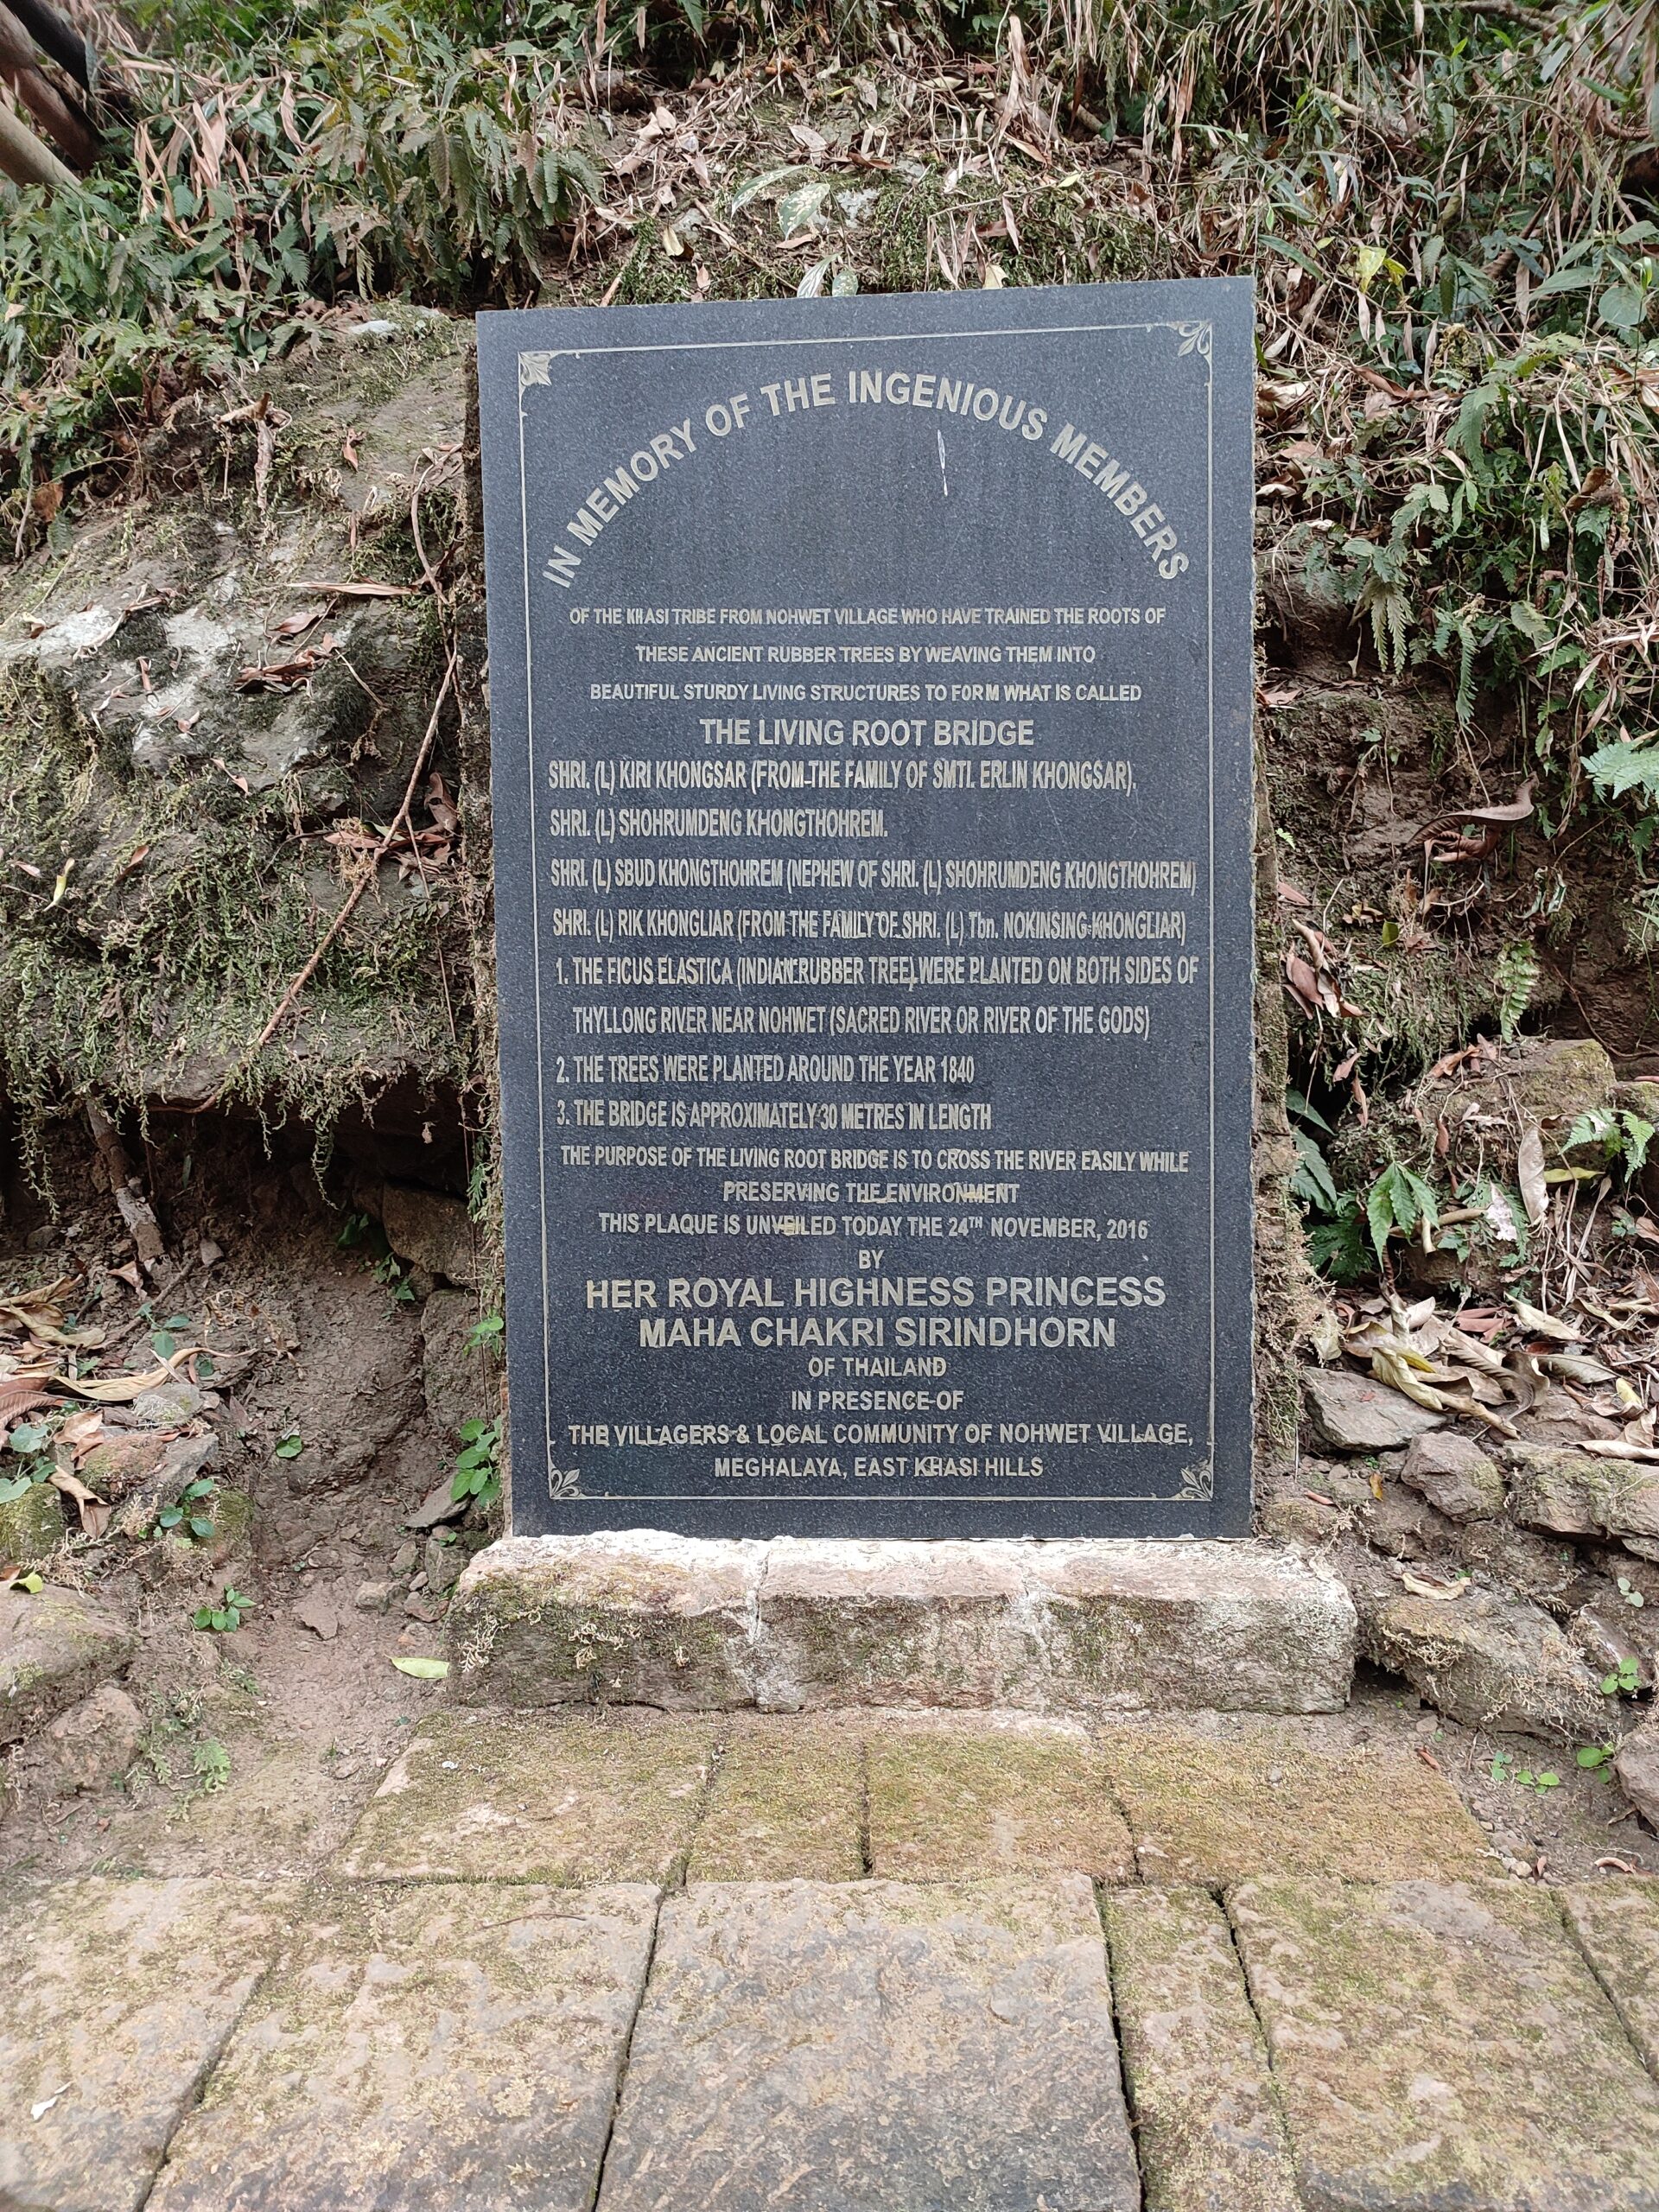 IN MEMORY OF THE INGENIOUS MEMBERS
OF THE KHASI TRIBE FROM NOHWET VILLAGE WHO HAVE TRAINED THE ROOTS OF
THESE ANCIENT RUBBER TREES BY WEAVING THEM INTO
BEAUTIFUL STURDY LIVING STRUCTURES TO FORM WHAT IS CALLED
THE LIVING ROOT BRIDGE
SHRI. (L) KIRI KHONGSAR (FROM THE FAMILY OF SMTI. ERLIN KHONGSAR).
SHRI. (L) SHOHRUMDENG KHONGTHOHREM.
SHRI. (L) SBUD KHONGTHOHREM (NEPHEW OF SHRI. (L) SHOHRUMDENG KHONGTHOHREM)
SHRI. (L) RIK KHONGLIAR (FROM THE FAMILY OF SHRI. (L) Tbn. NOKINSING KHONGLIAR)
1. THE FICUS ELASTICA (INDIAN RUBBER TREE) WERE PLANTED ON BOTH SIDES OF
THYLLONG RIVER NEAR NOHWET (SACRED RIVER OR RIVER OF THE GODS)
2. THE TREES WERE PLANTED AROUND THE YEAR 1840
3. THE BRIDGE IS APPROXIMATELY 30 METRES IN LENGTH
THE PURPOSE OF THE LIVING ROOT BRIDGE IS TO CROSS THE RIVER EASILY WHILE
PRESERVING THE ENVIRONMENT
THIS PLAQUE IS UNVEILED TODAY THE 24TH NOVEMBER, 2016
BY
HER ROYAL HIGHNESS PRINCESS
MAHA CHAKRI SIRINDHORN
OF THAILAND
IN PRESENCE OF
THE VILLAGERS & LOCAL COMMUNITY OF NOHWET VILLAGE,
MEGHALAYA, EAST KHASI HILLS